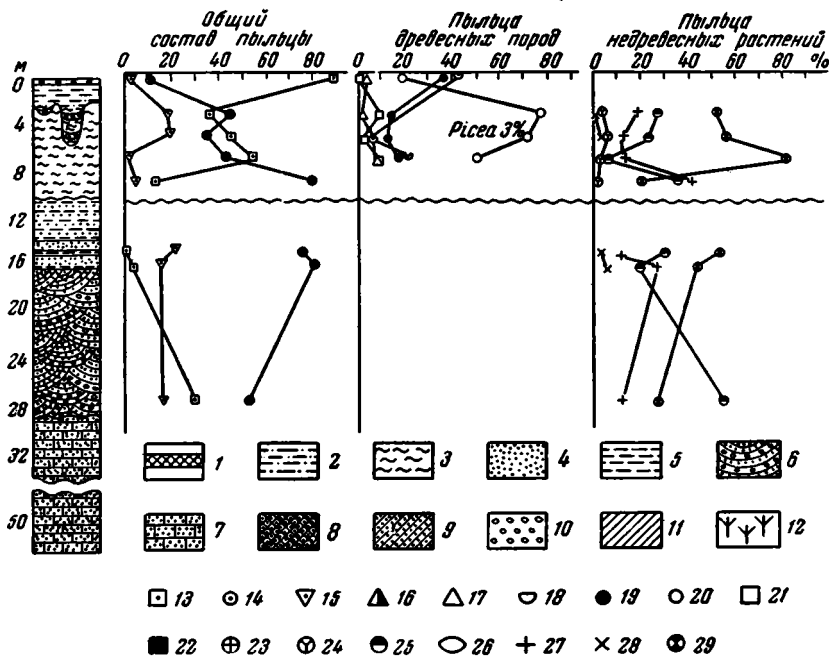 Общий
состав пыльцы
Пыльца
древесных пород
Пыльца
недревесных растений
м
0 20 40 60 80
0 20 40 60 80
0 20 40 60 80 %
0
4
8
12
16
20
24
28
32
50
Picea 3%
1 2 3 4 5 6
7 8 9 10 11 12
13 14 15 16 17 18 19 20 21
22 23 24 25 26 27 28 29